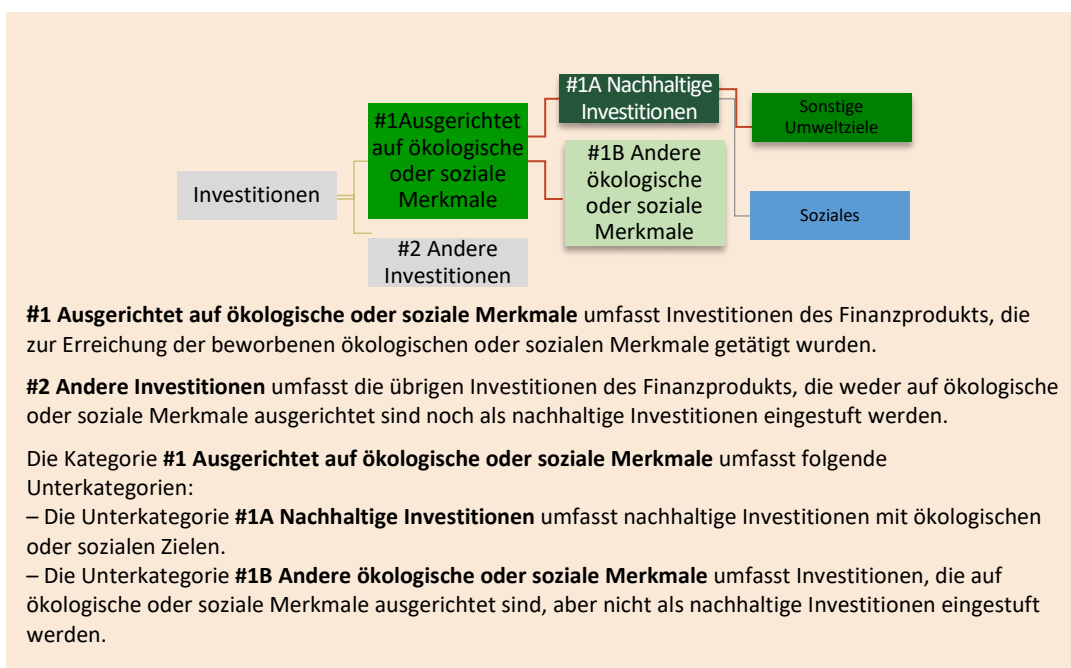 #1A Nachhaltige
Investitionen
Sonstige
Umweltziele
#1Ausgerichtet
auf ökologische
oder soziale
Merkmale
#1B Andere
ökologische
oder soziale
Merkmale
Investitionen
Soziales
#2 Andere
Investitionen
#1 Ausgerichtet auf ökologische oder soziale Merkmale umfasst Investitionen des Finanzprodukts, die
zur Erreichung der beworbenen ökologischen oder sozialen Merkmale getätigt wurden.
#2 Andere Investitionen umfasst die übrigen Investitionen des Finanzprodukts, die weder auf ökologische
oder soziale Merkmale ausgerichtet sind noch als nachhaltige Investitionen eingestuft werden.
Die Kategorie #1 Ausgerichtet auf ökologische oder soziale Merkmale umfasst folgende
Unterkategorien:
– Die Unterkategorie #1A Nachhaltige Investitionen umfasst nachhaltige Investitionen mit ökologischen
oder sozialen Zielen.
– Die Unterkategorie #1B Andere ökologische oder soziale Merkmale umfasst Investitionen, die auf
ökologische oder soziale Merkmale ausgerichtet sind, aber nicht als nachhaltige Investitionen eingestuft
werden.